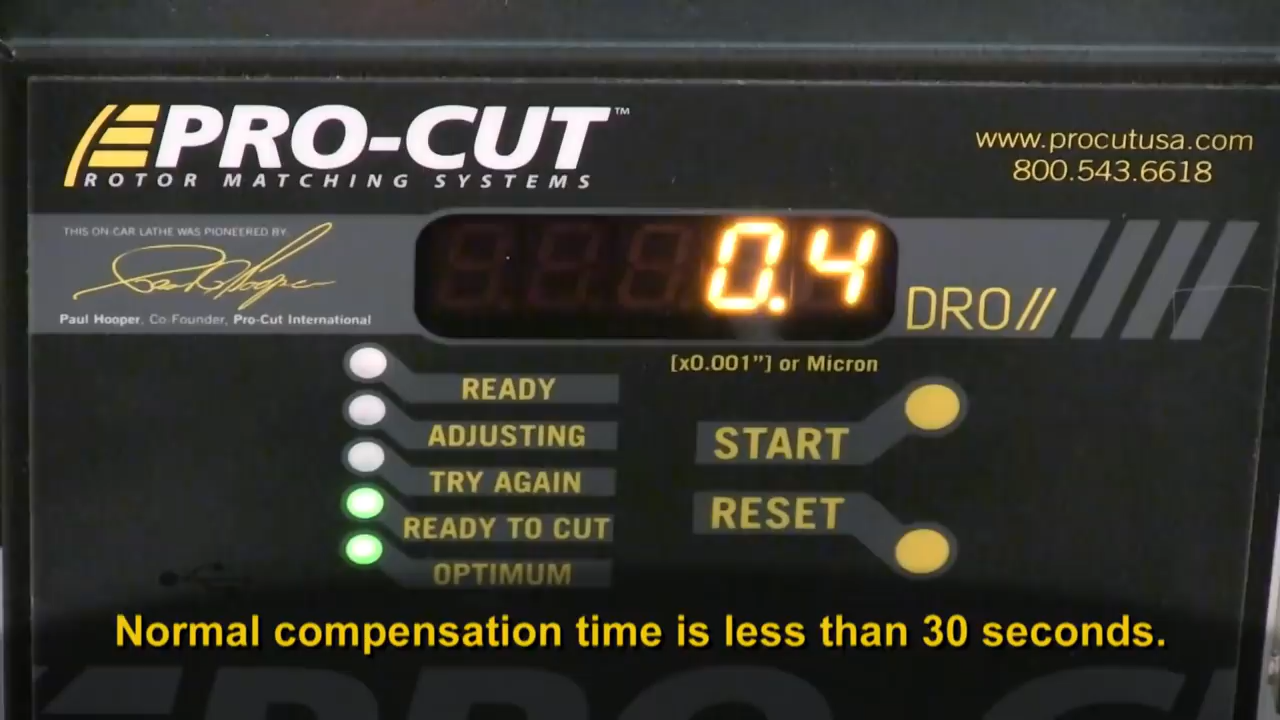 PRO-CUT™
ROTOR MATCHING SYSTEMS
www.procutusa.com
800.543.6618
THIS ON-CAR LATHE WAS PIONEERED BY:
Paul Hooper, Co-Founder, Pro-Cut International
0.4
DRO//
[x0.001"] or Micron
READY
ADJUSTING
TRY AGAIN
READY TO CUT
OPTIMUM
START
RESET
Normal compensation time is less than 30 seconds.
PRO-CUT